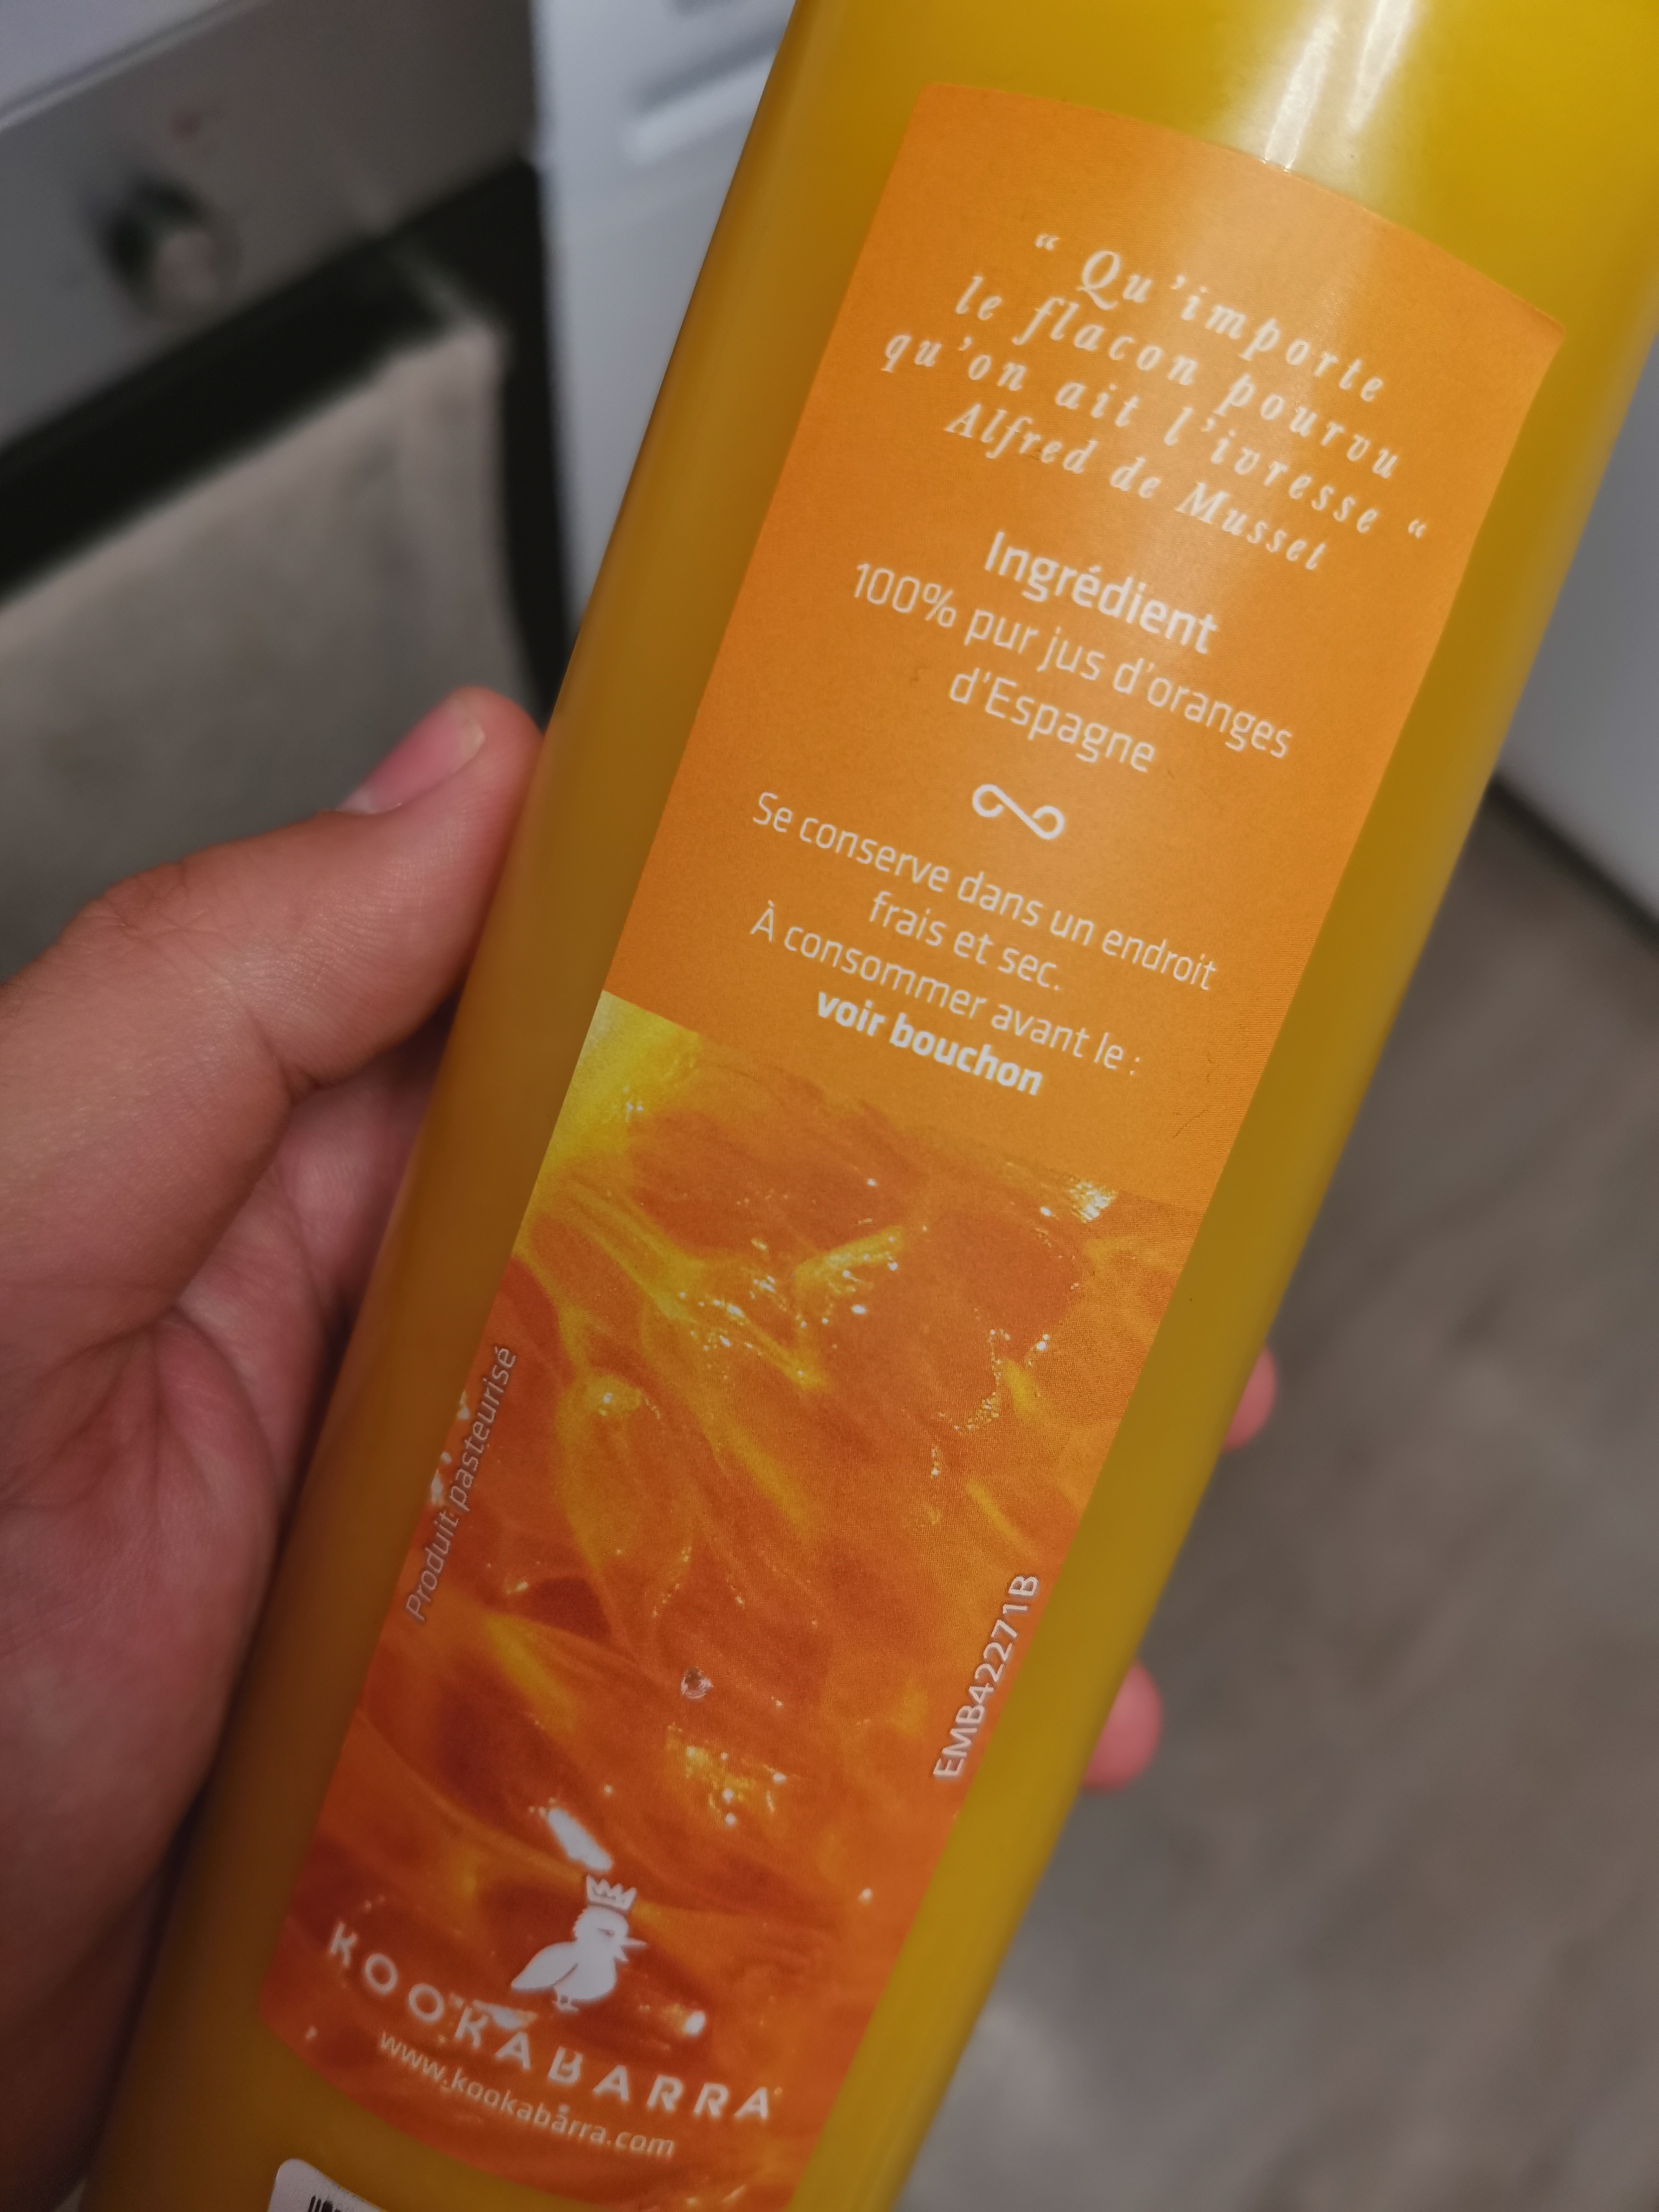 “ Qu’importe
le flacon pourvu
qu’on ait l’ivresse “
Alfred de Musset
Ingrédient
100% pur jus d’oranges
d’Espagne
Se conserve dans un endroit
frais et sec.
À consommer avant le :
voir bouchon
Produit pasteurisé
EMB42271B
KOOKABARRA
www.kookabarra.com